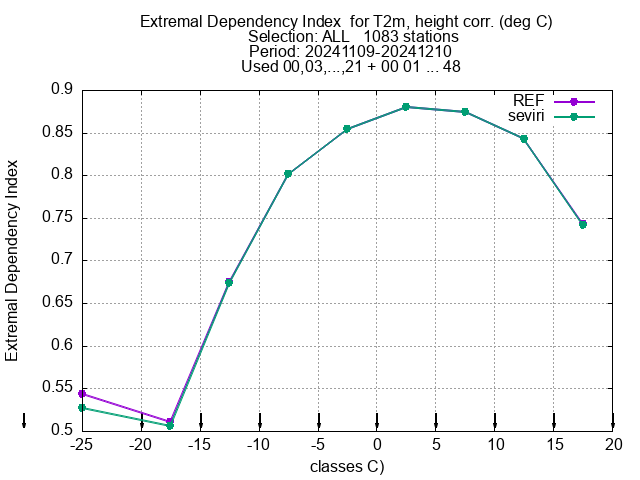 Extremal Dependency Index  for T2m, height corr. (deg C)
Selection: ALL   1083 stations
Period: 20241109-20241210
Used 00,03,...,21 + 00 01 ... 48
REF
seviri
Extremal Dependency Index
0.9
0.85
0.8
0.75
0.7
0.65
0.6
0.55
0.5
-25 -20 -15 -10 -5 0 5 10 15 20
classes C)